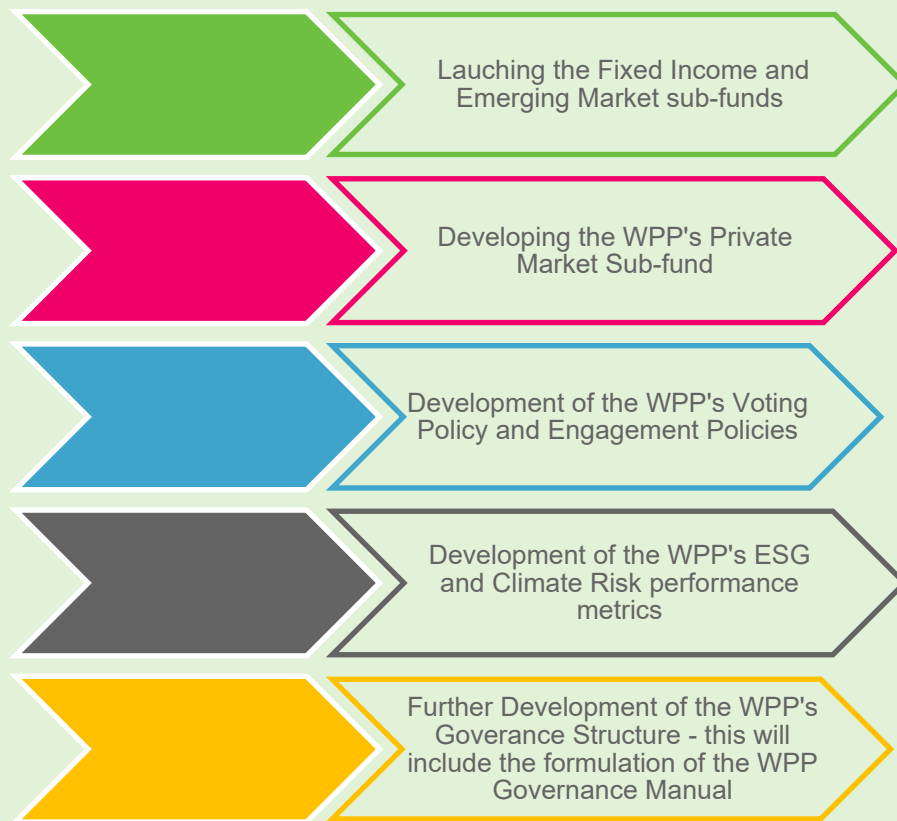 Lauching the Fixed Income and
Emerging Market sub-funds
Developing the WPP's Private
Market Sub-fund
Development of the WPP's Voting
Policy and Engagement Policies
Development of the WPP's ESG
and Climate Risk performance
metrics
Further Development of the WPP's
Goverance Structure - this will
include the formulation of the WPP
Governance Manual